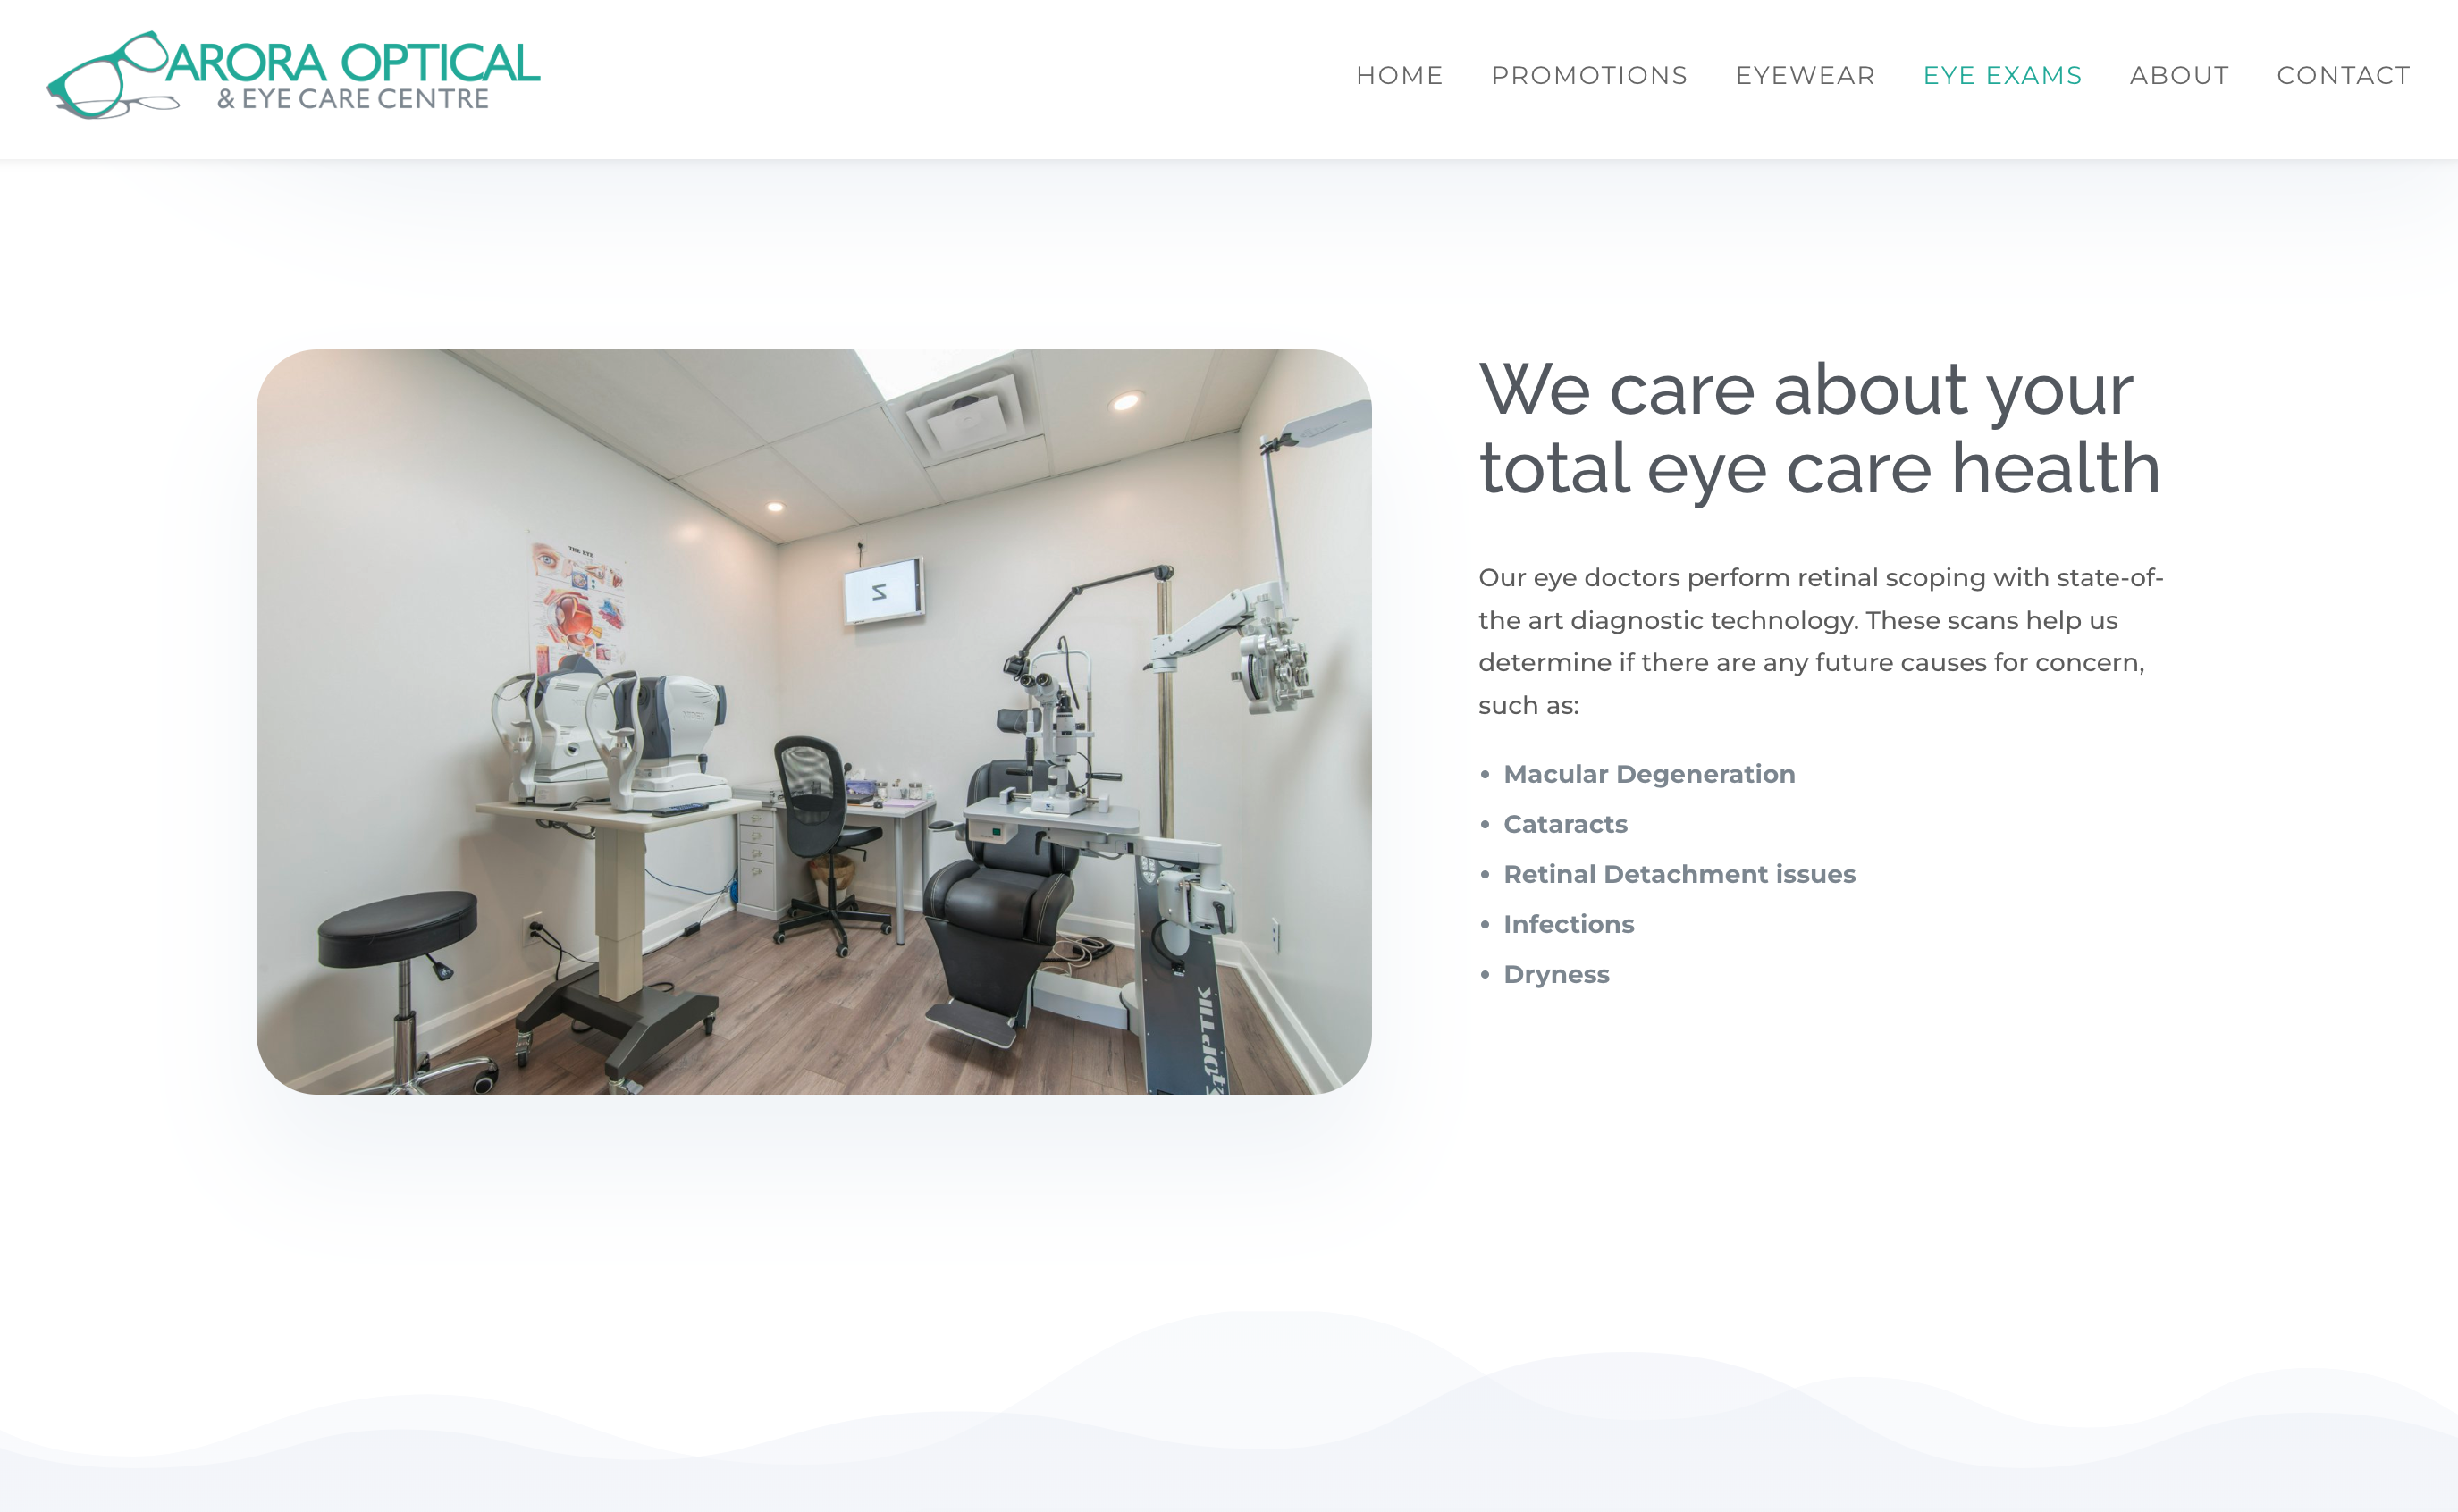 ARORA OPTICAL
& EYE CARE CENTRE
HOME PROMOTIONS EYEWEAR EYE EXAMS ABOUT CONTACT
THE EYE
Z
NIDEK
S4OPTIK
We care about your
total eye care health
Our eye doctors perform retinal scoping with state-of-
the art diagnostic technology. These scans help us
determine if there are any future causes for concern,
such as:
• Macular Degeneration
• Cataracts
• Retinal Detachment issues
• Infections
• Dryness